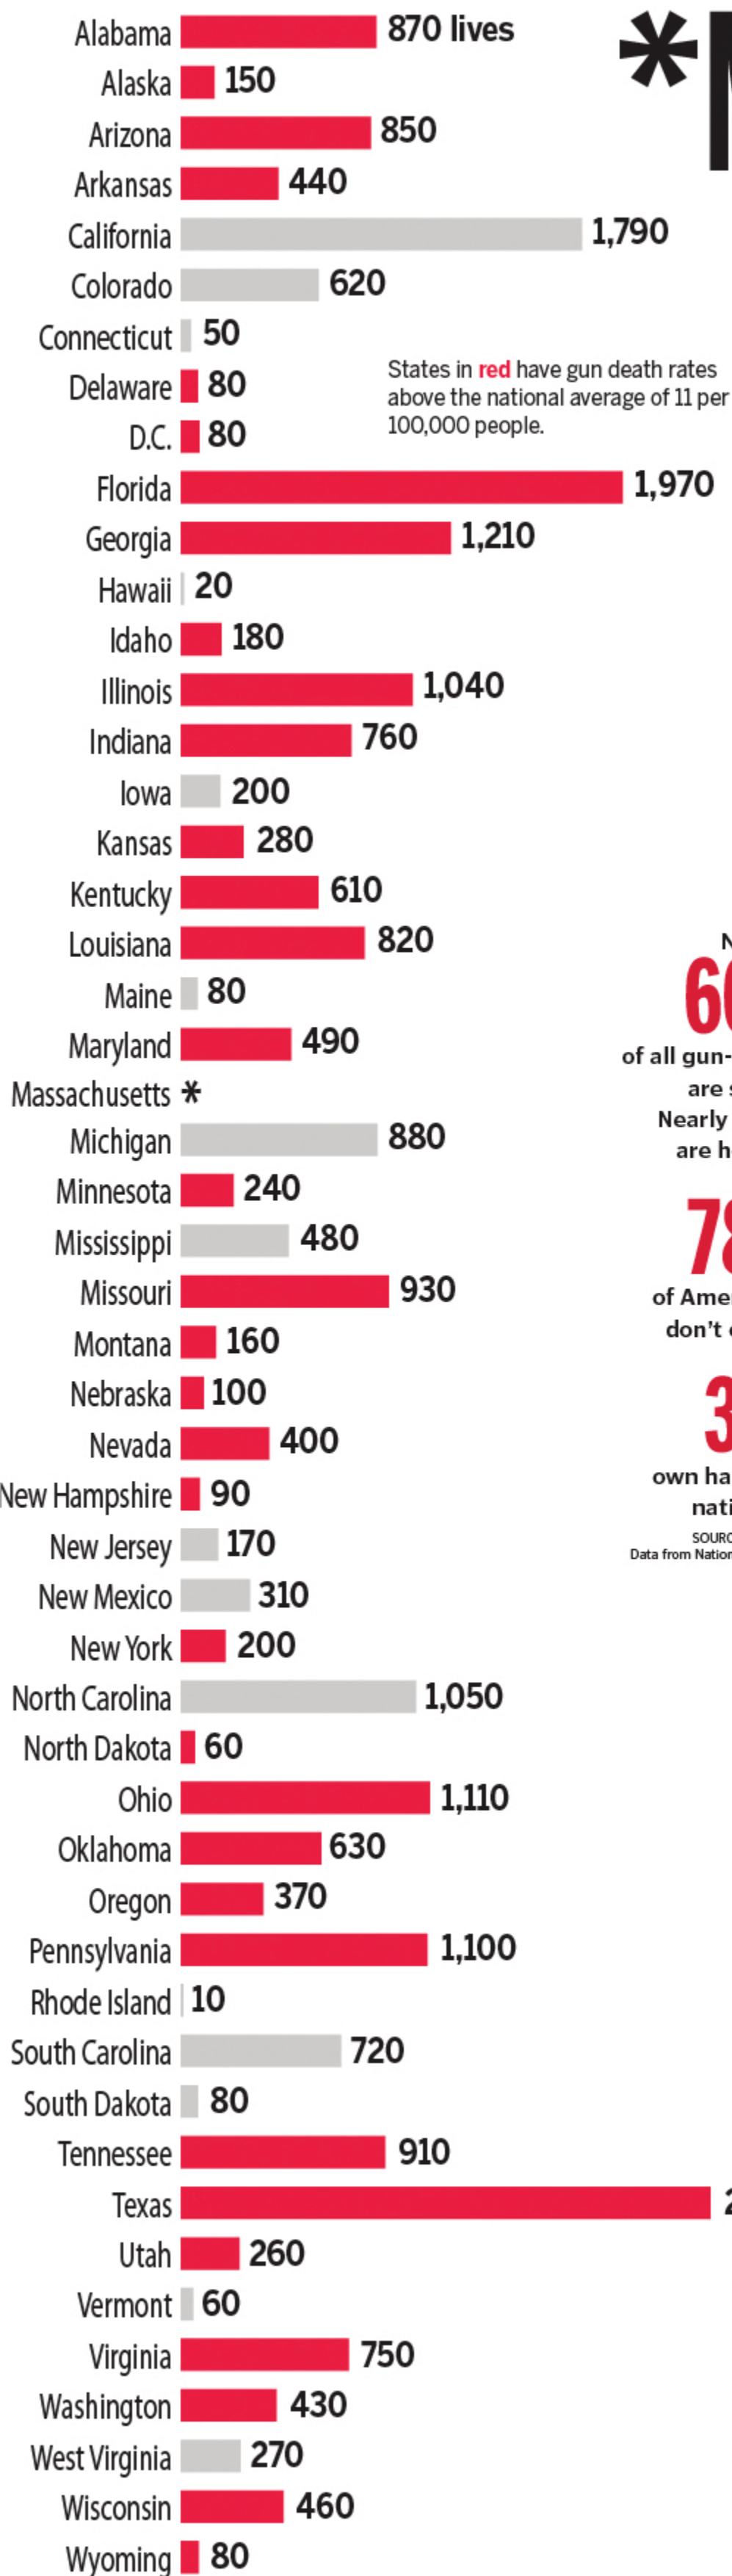 Alabama 870 lives
*
Alaska 150
Arizona 850
Arkansas 440
California 1,790
Colorado 620
Connecticut 50
States in red have gun death rates
above the national average of 11 per
100,000 people.
Delaware 80
D.C. 80
Florida 1,970
Georgia 1,210
Hawaii 20
Idaho 180
Illinois 1,040
Indiana 760
Iowa 200
Kansas 280
Kentucky 610
Louisiana 820
Maine 80
Maryland 490
Massachusetts *
Michigan 880
Minnesota 240
Mississippi 480
Missouri 930
Montana 160
Nebraska 100
Nevada 400
New Hampshire 90
New Jersey 170
New Mexico 310
New York 200
North Carolina 1,050
North Dakota 60
Ohio 1,110
Oklahoma 630
Oregon 370
Pennsylvania 1,100
Rhode Island 10
South Carolina 720
South Dakota 80
Tennessee 910
Texas
Utah 260
Vermont 60
Virginia 750
Washington 430
West Virginia 270
Wisconsin 460
Wyoming 80
of all gun-
are
Nearly
are
of
don't
own
Data from